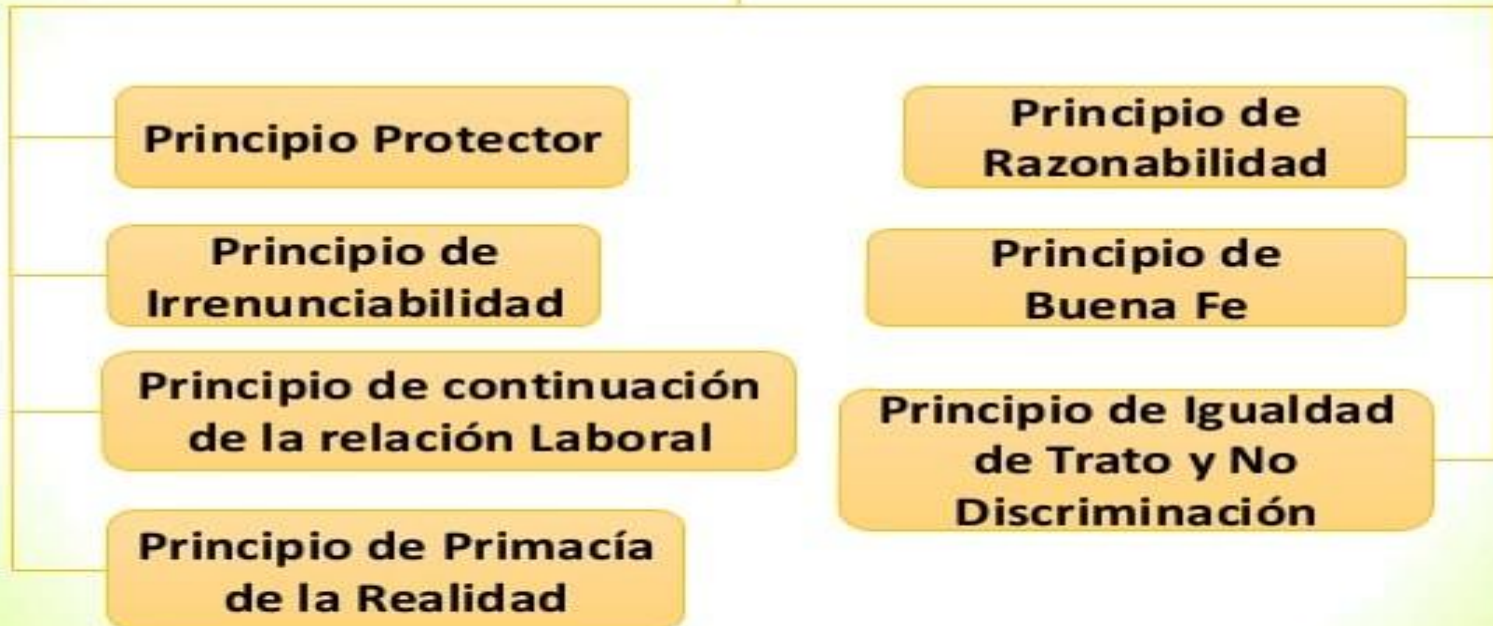 Principio Protector
Principio de
Irrenunciabilidad
Principio de continuación
de la relación Laboral
Principio de Primacía
de la Realidad
Principio de
Razonabilidad
Principio de
Buena Fe
Principio de Igualdad
de Trato y No
Discriminación